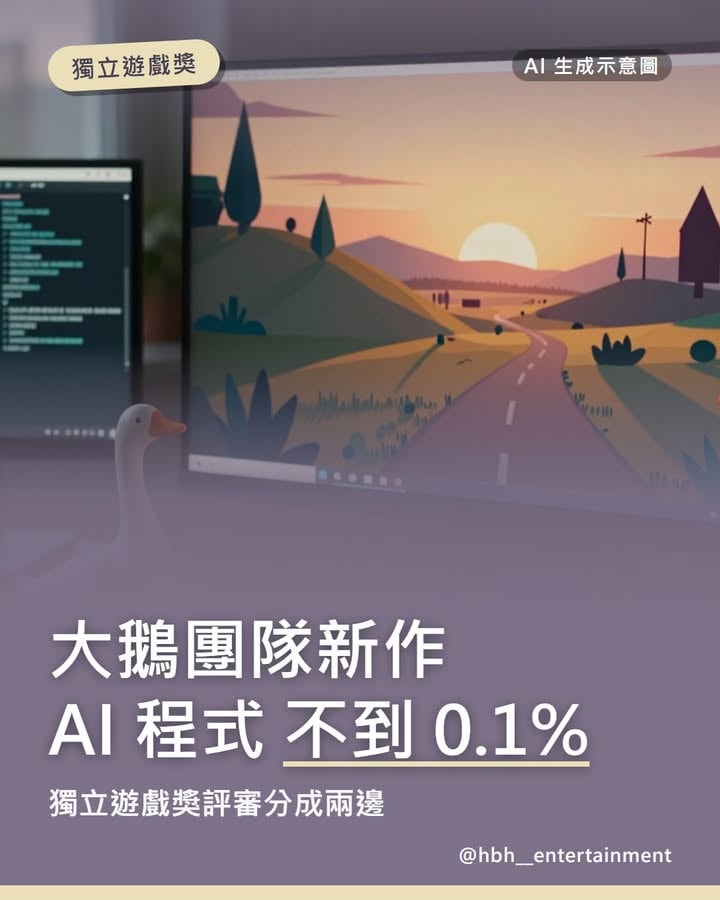 獨立遊戲獎
AI 生成示意圖
大鵝團隊新作
AI 程式 不到 0.1%
獨立遊戲獎評審分成兩邊
@hbh__entertainment